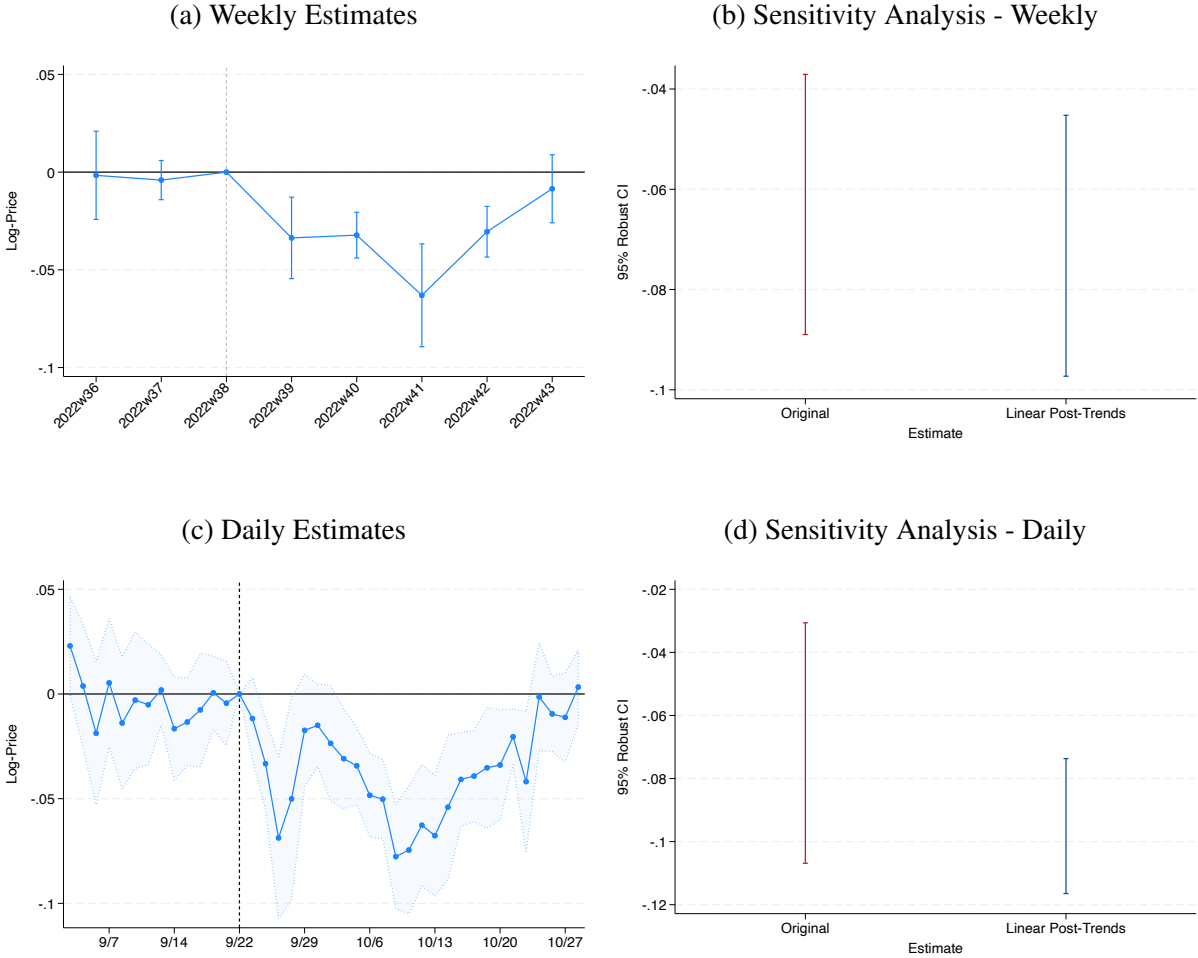 (a) Weekly Estimates
.05
0
-.05
-.1
Log-Price
2022w36
2022w37
2022w38
2022w39
2022w40
2022w41
2022w42
2022w43
(b) Sensitivity Analysis - Weekly
-.04
-.06
-.08
-.1
95% Robust CI
Original
Linear Post-Trends
Estimate
(c) Daily Estimates
.05
0
-.05
-.1
Log-Price
9/7
9/14
9/22
9/29
10/6
10/13
10/20
10/27
(d) Sensitivity Analysis - Daily
-.02
-.04
-.06
-.08
-.1
-.12
95% Robust CI
Original
Linear Post-Trends
Estimate